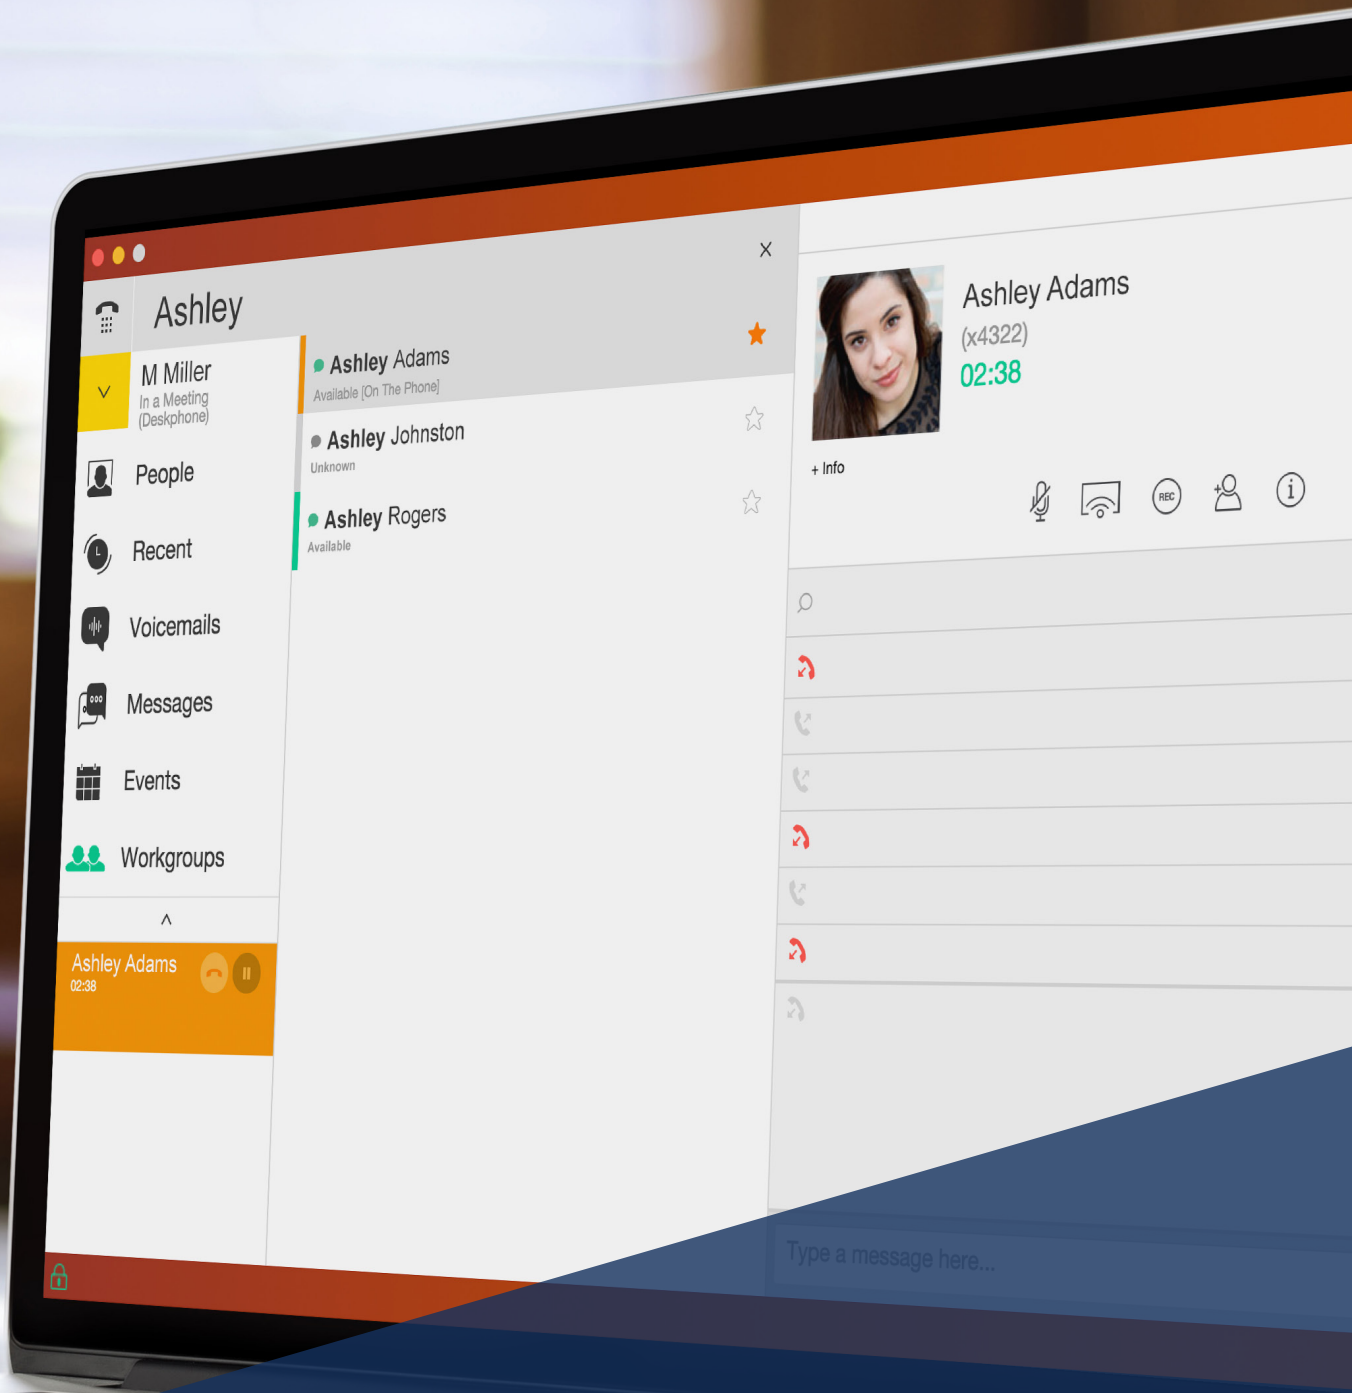 Ashley
X
M Miller
In a Meeting
(Deskphone)
People
Recent
Voicemails
Messages
Events
Workgroups
Ashley Adams
02:38
Ashley Adams
Available [On The Phone]
Ashley Johnston
Unknown
Ashley Rogers
Available
Ashley Adams
(x4322)
02:38
+ Info
REC
Type a message here...